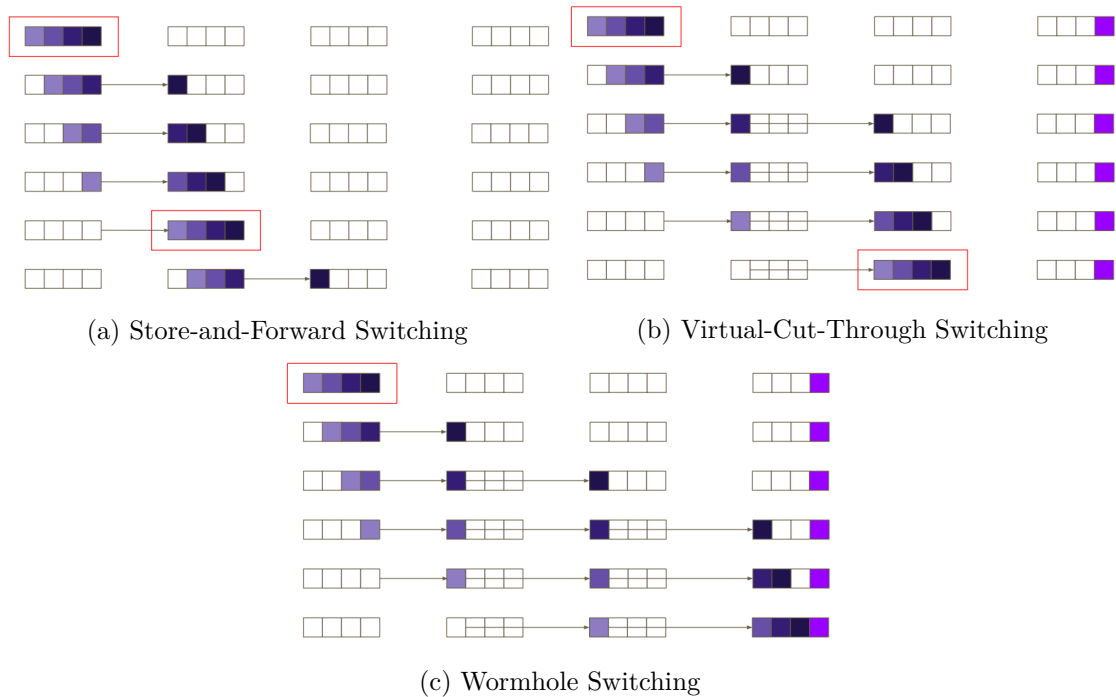 (a) Store-and-Forward Switching
(b) Virtual-Cut-Through Switching
(c) Wormhole Switching